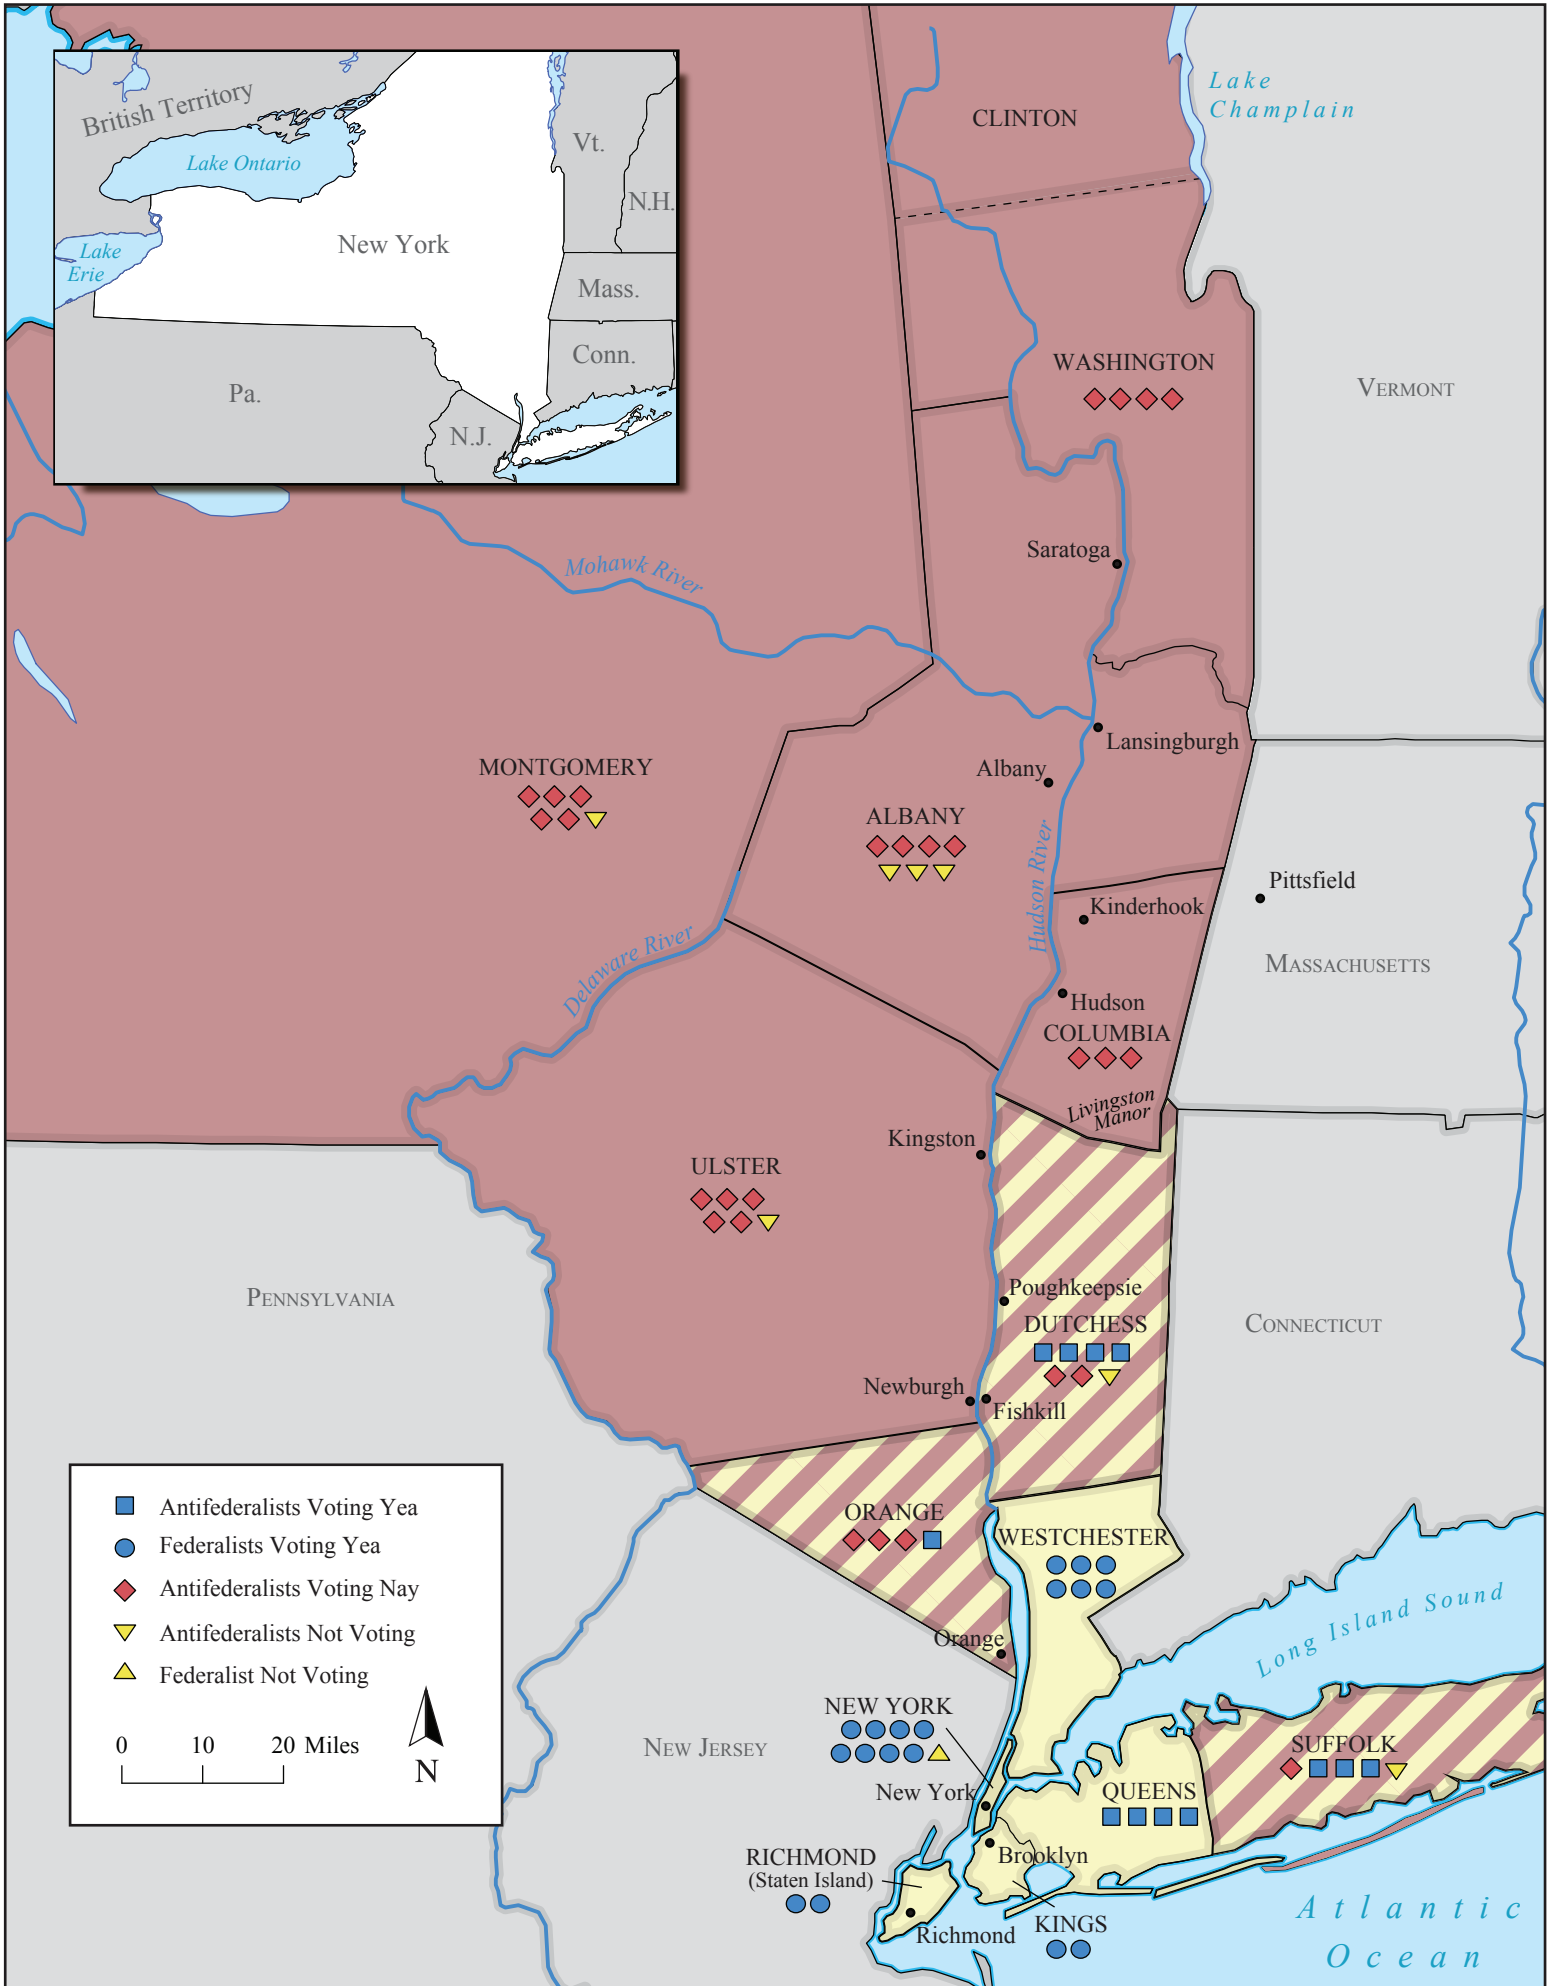 British Territory
Lake Ontario
Lake
Erie
New York
Vt.
N.H.
Mass.
Conn.
Pa.
N.J.
Lake
Champlain
CLINTON
WASHINGTON
VERMONT
Saratoga
Mohawk River
Lansingburgh
MONTGOMERY
Albany
ALBANY
Hudson River
Pittsfield
Kinderhook
Delaware River
MASSACHUSETTS
Hudson
COLUMBIA
Livingston
Manor
Kingston
ULSTER
Poughkeepsie
PENNSYLVANIA
DUTCHESS
CONNECTICUT
Newburgh
Fishkill
ORANGE
WESTCHESTER
Long Island Sound
Orange
NEW YORK
NEW JERSEY
SUFFOLK
New York
QUEENS
Brooklyn
RICHMOND
(Staten Island)
Richmond
KINGS
Atlantic
Ocean
Antifederalists Voting Yea
Federalists Voting Yea
Antifederalists Voting Nay
Antifederalists Not Voting
Federalist Not Voting
0 10 20 Miles
N